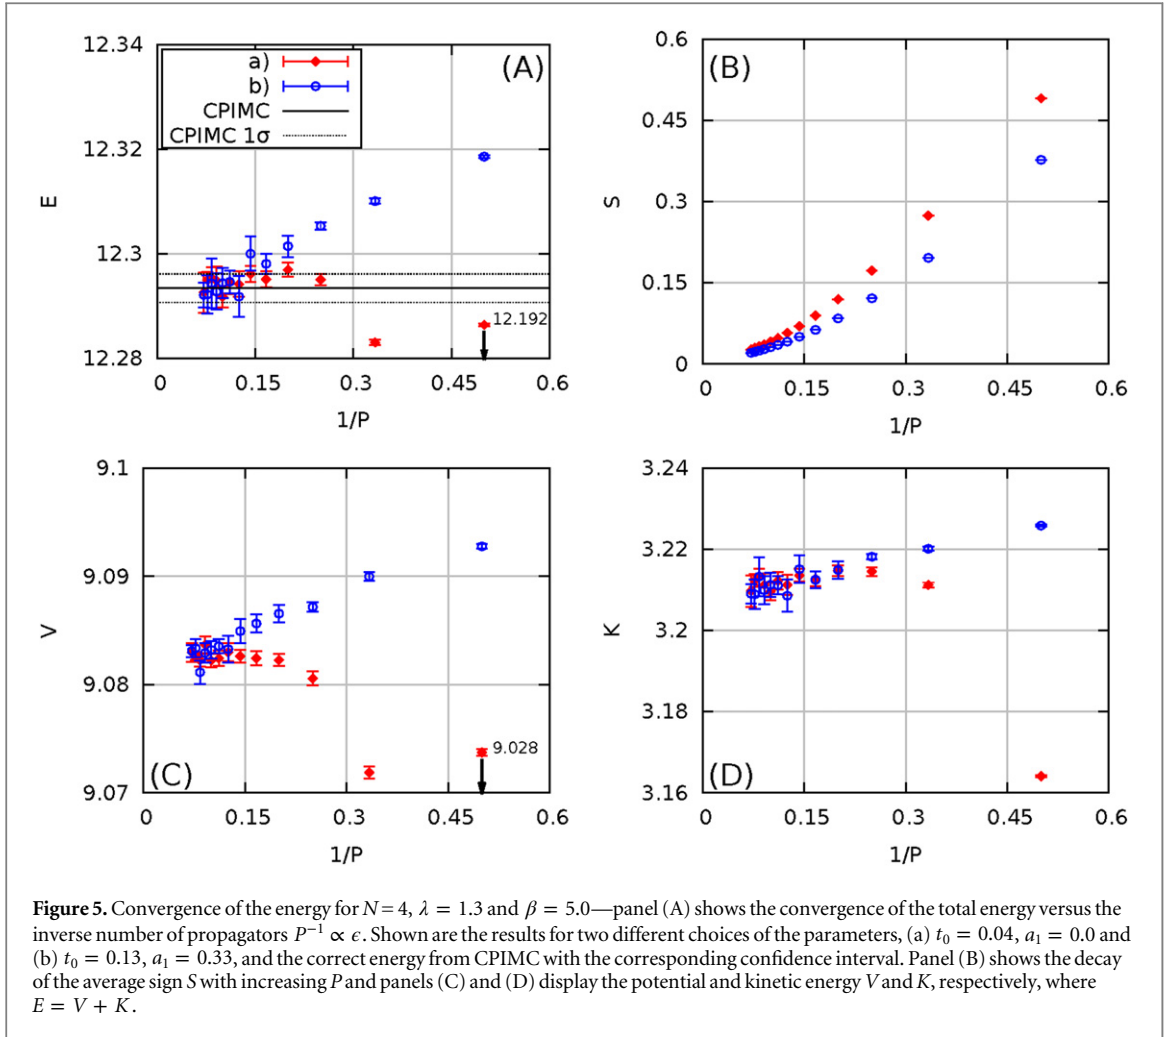 12.34
a)
b)
CPIMC
CPIMC 1σ
(A)
12.32
E
12.3
12.192
12.28
0 0.15 0.3 0.45 0.6
1/P
0.6
(B)
0.45
S
0.3
0.15
0
0 0.15 0.3 0.45 0.6
1/P
9.1
9.09
V
9.08
9.028
(C)
9.07
0 0.15 0.3 0.45 0.6
1/P
3.24
3.22
K
3.2
3.18
(D)
3.16
0 0.15 0.3 0.45 0.6
1/P
Figure 5. Convergence of the energy for N = 4, λ = 1.3 and β = 5.0—panel (A) shows the convergence of the total energy versus the
inverse number of propagators P⁻¹ ∝ ϵ. Shown are the results for two different choices of the parameters, (a) t₀ = 0.04, a₁ = 0.0 and
(b) t₀ = 0.13, a₁ = 0.33, and the correct energy from CPIMC with the corresponding confidence interval. Panel (B) shows the decay
of the average sign S with increasing P and panels (C) and (D) display the potential and kinetic energy V and K, respectively, where
E = V + K.